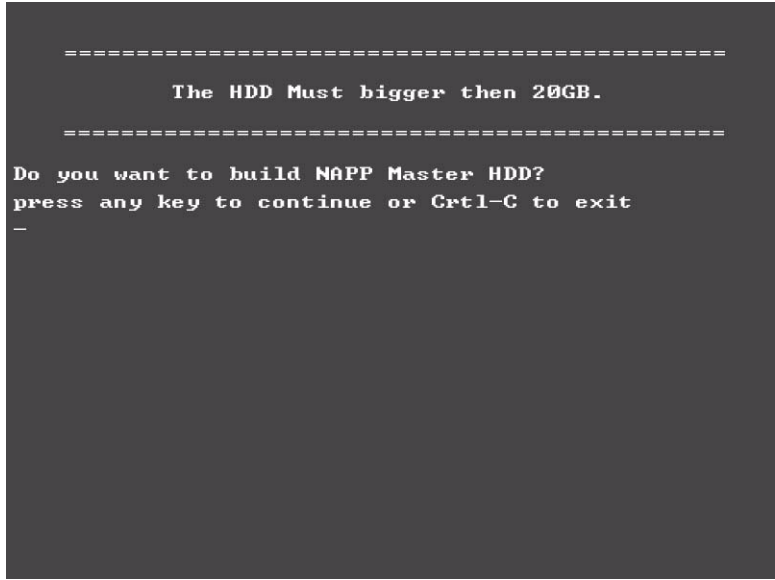 ==============================================
The HDD Must bigger then 20GB.
==============================================
Do you want to build NAPP Master HDD?
press any key to continue or Crtl-C to exit
_